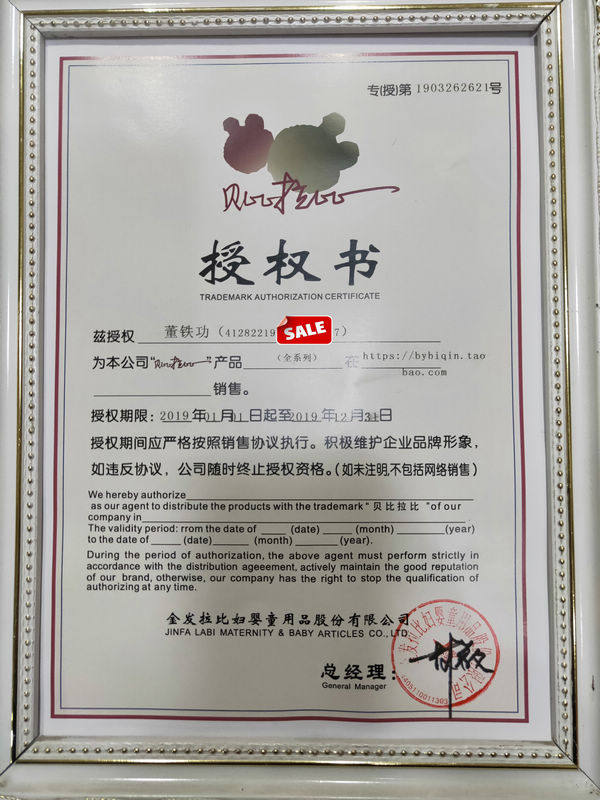 专(授)第 1903262621号
贝比拉比
授权书
TRADEMARK AUTHORIZATION CERTIFICATE
兹授权 董铁功（41282219 SALE 7）
为本公司“贝比拉比”产品 （全系列） 在 https://bybiqin.tao
bao.com
销售。
授权期限：2019年01月01日起至2019年12月31日
授权期间应严格按照销售协议执行。积极维护企业品牌形象，
如违反协议，公司随时终止授权资格。（如未注明,不包括网络销售）
We hereby authorize
as our agent to distribute the products with the trademark “ 贝比拉比 ”of our
company in
The validity period: rrom the date of (date) (month) (year)
to the date of (date) (month) (year).
During the period of authorization, the above agent must perform strictly in
accordance with the distribution ageeement, actively maintain the good reputation
of our brand, otherwise, our company has the right to stop the qualification of
authorizing at any time.
金发拉比妇婴童用品股份有限公司
JINFA LABI MATERNITY & BABY ARTICLES CO.,LTD.
总经理：
General Manager